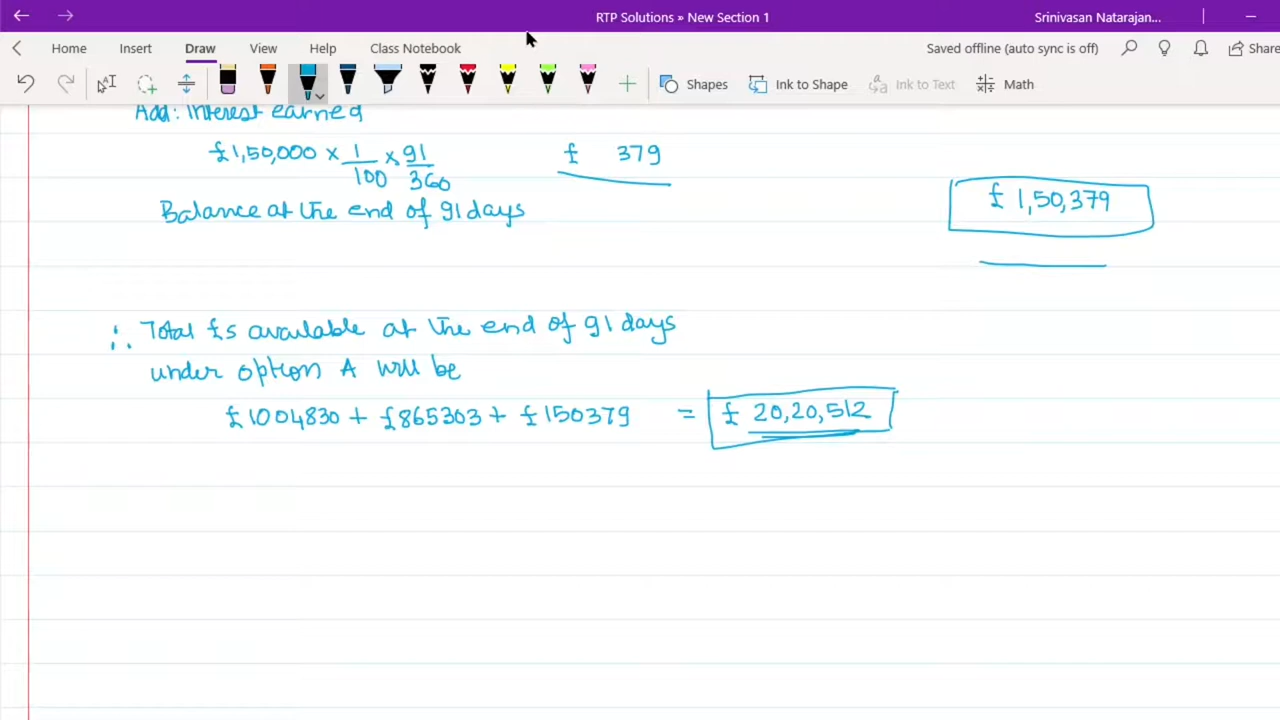 RTP Solutions » New Section 1
Srinivasan Natarajan...
Home Insert Draw View Help Class Notebook
Saved offline (auto sync is off)
Share
Shapes Ink to Shape Ink to Text Math
Add: Interest earned
£1,50,000 × 1/100 × 91/360 £ 379
Balance at the end of 91 days £ 1,50,379
∴ Total £s available at the end of 91 days
under option A will be
£1004830 + £865303 + £150379 = £ 20,20,512